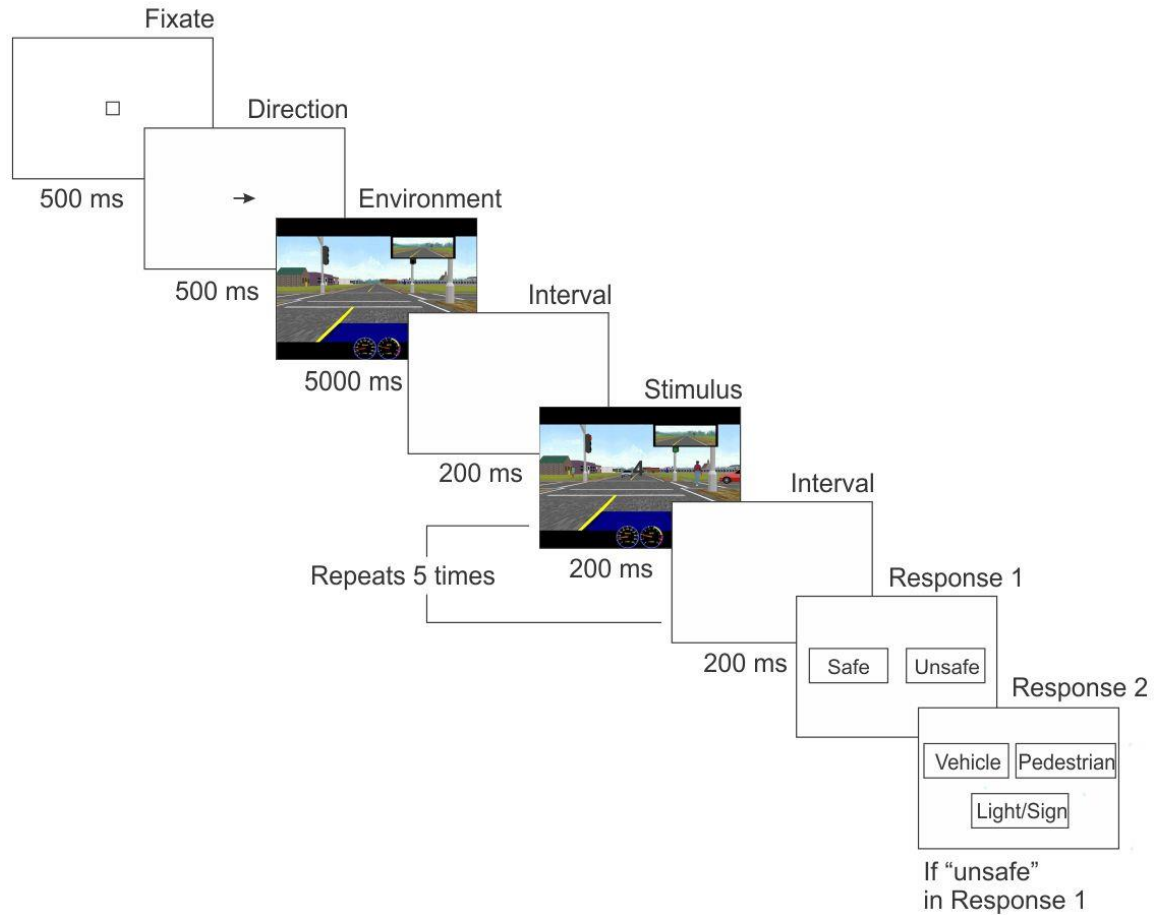 Fixate
500 ms
Direction
500 ms
Environment
5000 ms
Interval
200 ms
Stimulus
4
200 ms
Repeats 5 times
Interval
200 ms
Response 1
Safe Unsafe
Response 2
Vehicle Pedestrian
Light/Sign
If “unsafe”
in Response 1